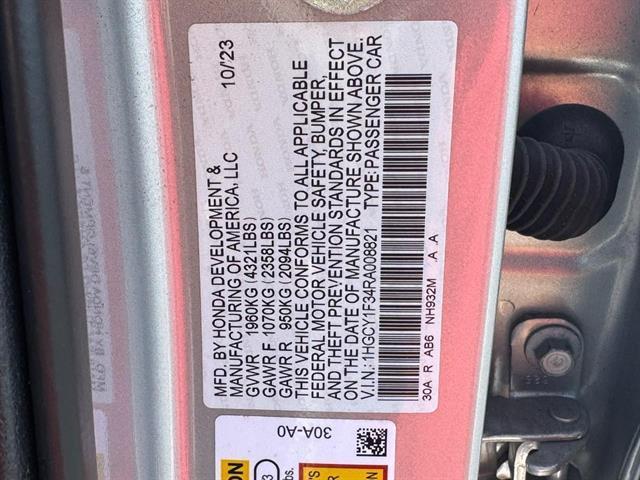 MFD. BY HONDA DEVELOPMENT & 10/23
MANUFACTURING OF AMERICA, LLC
GVWR 1960KG (4321LBS)
GAWR F 1070KG (2358LBS)
GAWR R 950KG (2094LBS)
THIS VEHICLE CONFORMS TO ALL APPLICABLE
FEDERAL MOTOR VEHICLE SAFETY, BUMPER,
AND THEFT PREVENTION STANDARDS IN EFFECT
ON THE DATE OF MANUFACTURE SHOWN ABOVE.
V.I.N.: 1HGCY1F34RA008821 TYPE: PASSENGER CAR
30A R AB6 NH932M .A .A
30A-A0